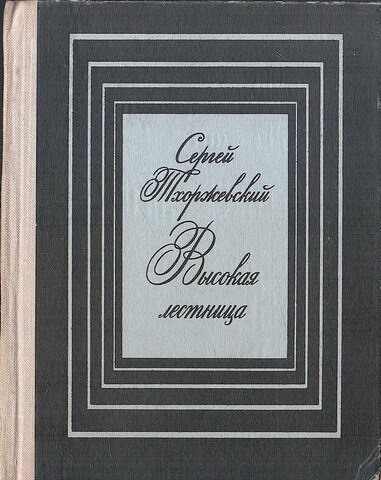 Сергей
Тхоржевский
Высокая
лестница